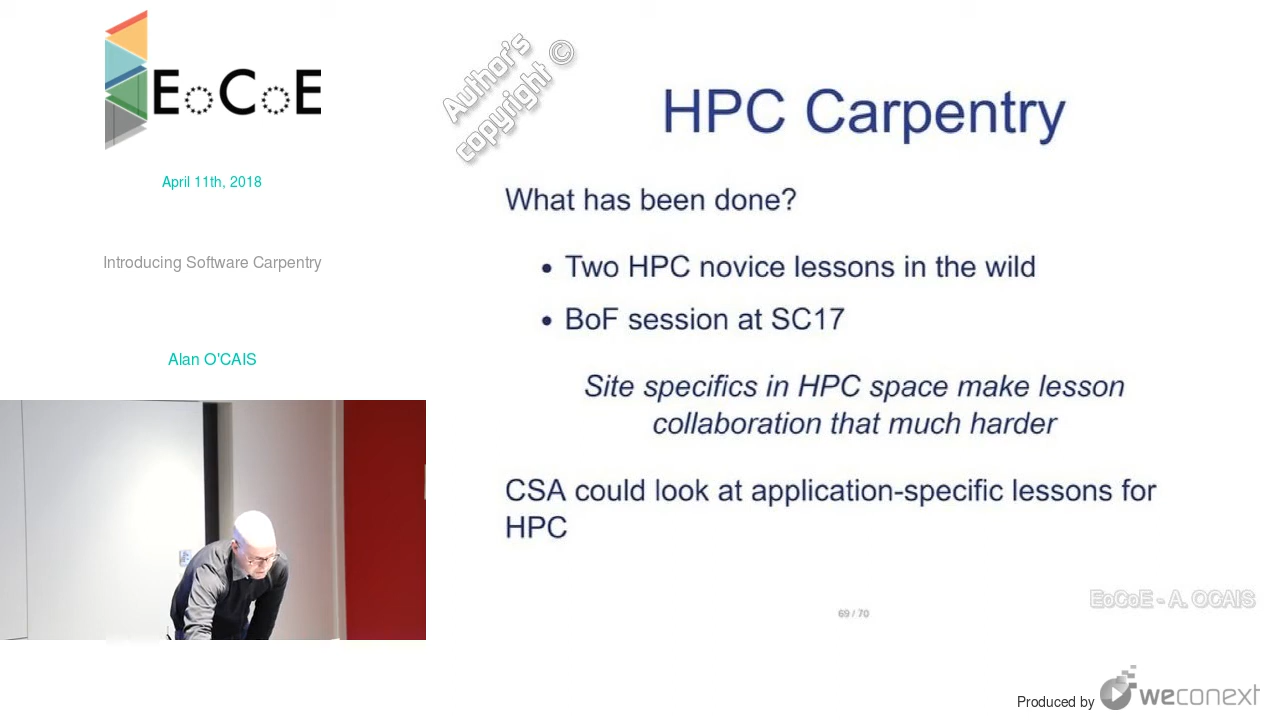 EoCoE
April 11th, 2018
Introducing Software Carpentry
Alan O'CAIS
Author's
copyright ©
HPC Carpentry
What has been done?
• Two HPC novice lessons in the wild
• BoF session at SC17
Site specifics in HPC space make lesson
collaboration that much harder
CSA could look at application-specific lessons for
HPC
69 / 70
EoCoE - A. OCAIS
Produced by weconext